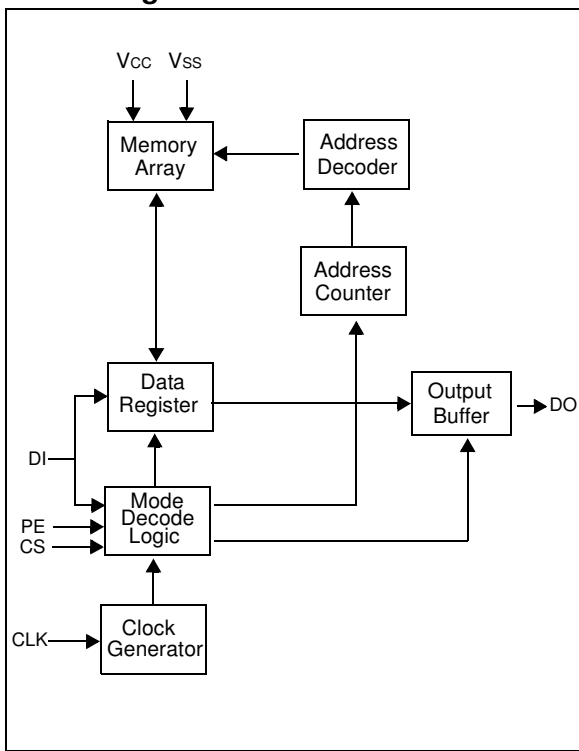 VCC VSS
Memory
Array
Address
Decoder
Address
Counter
Data
Register
Output
Buffer
DO
DI
Mode
Decode
Logic
PE
CS
CLK
Clock
Generator